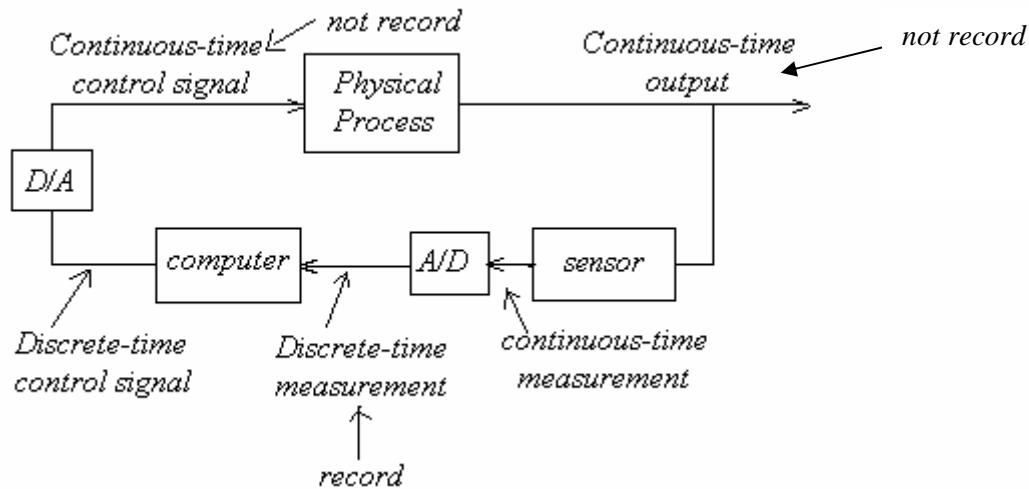 not record
Continuous-time
control signal
Physical
Process
Continuous-time
output
not record
D/A
computer
A/D
sensor
Discrete-time
control signal
Discrete-time
measurement
continuous-time
measurement
record